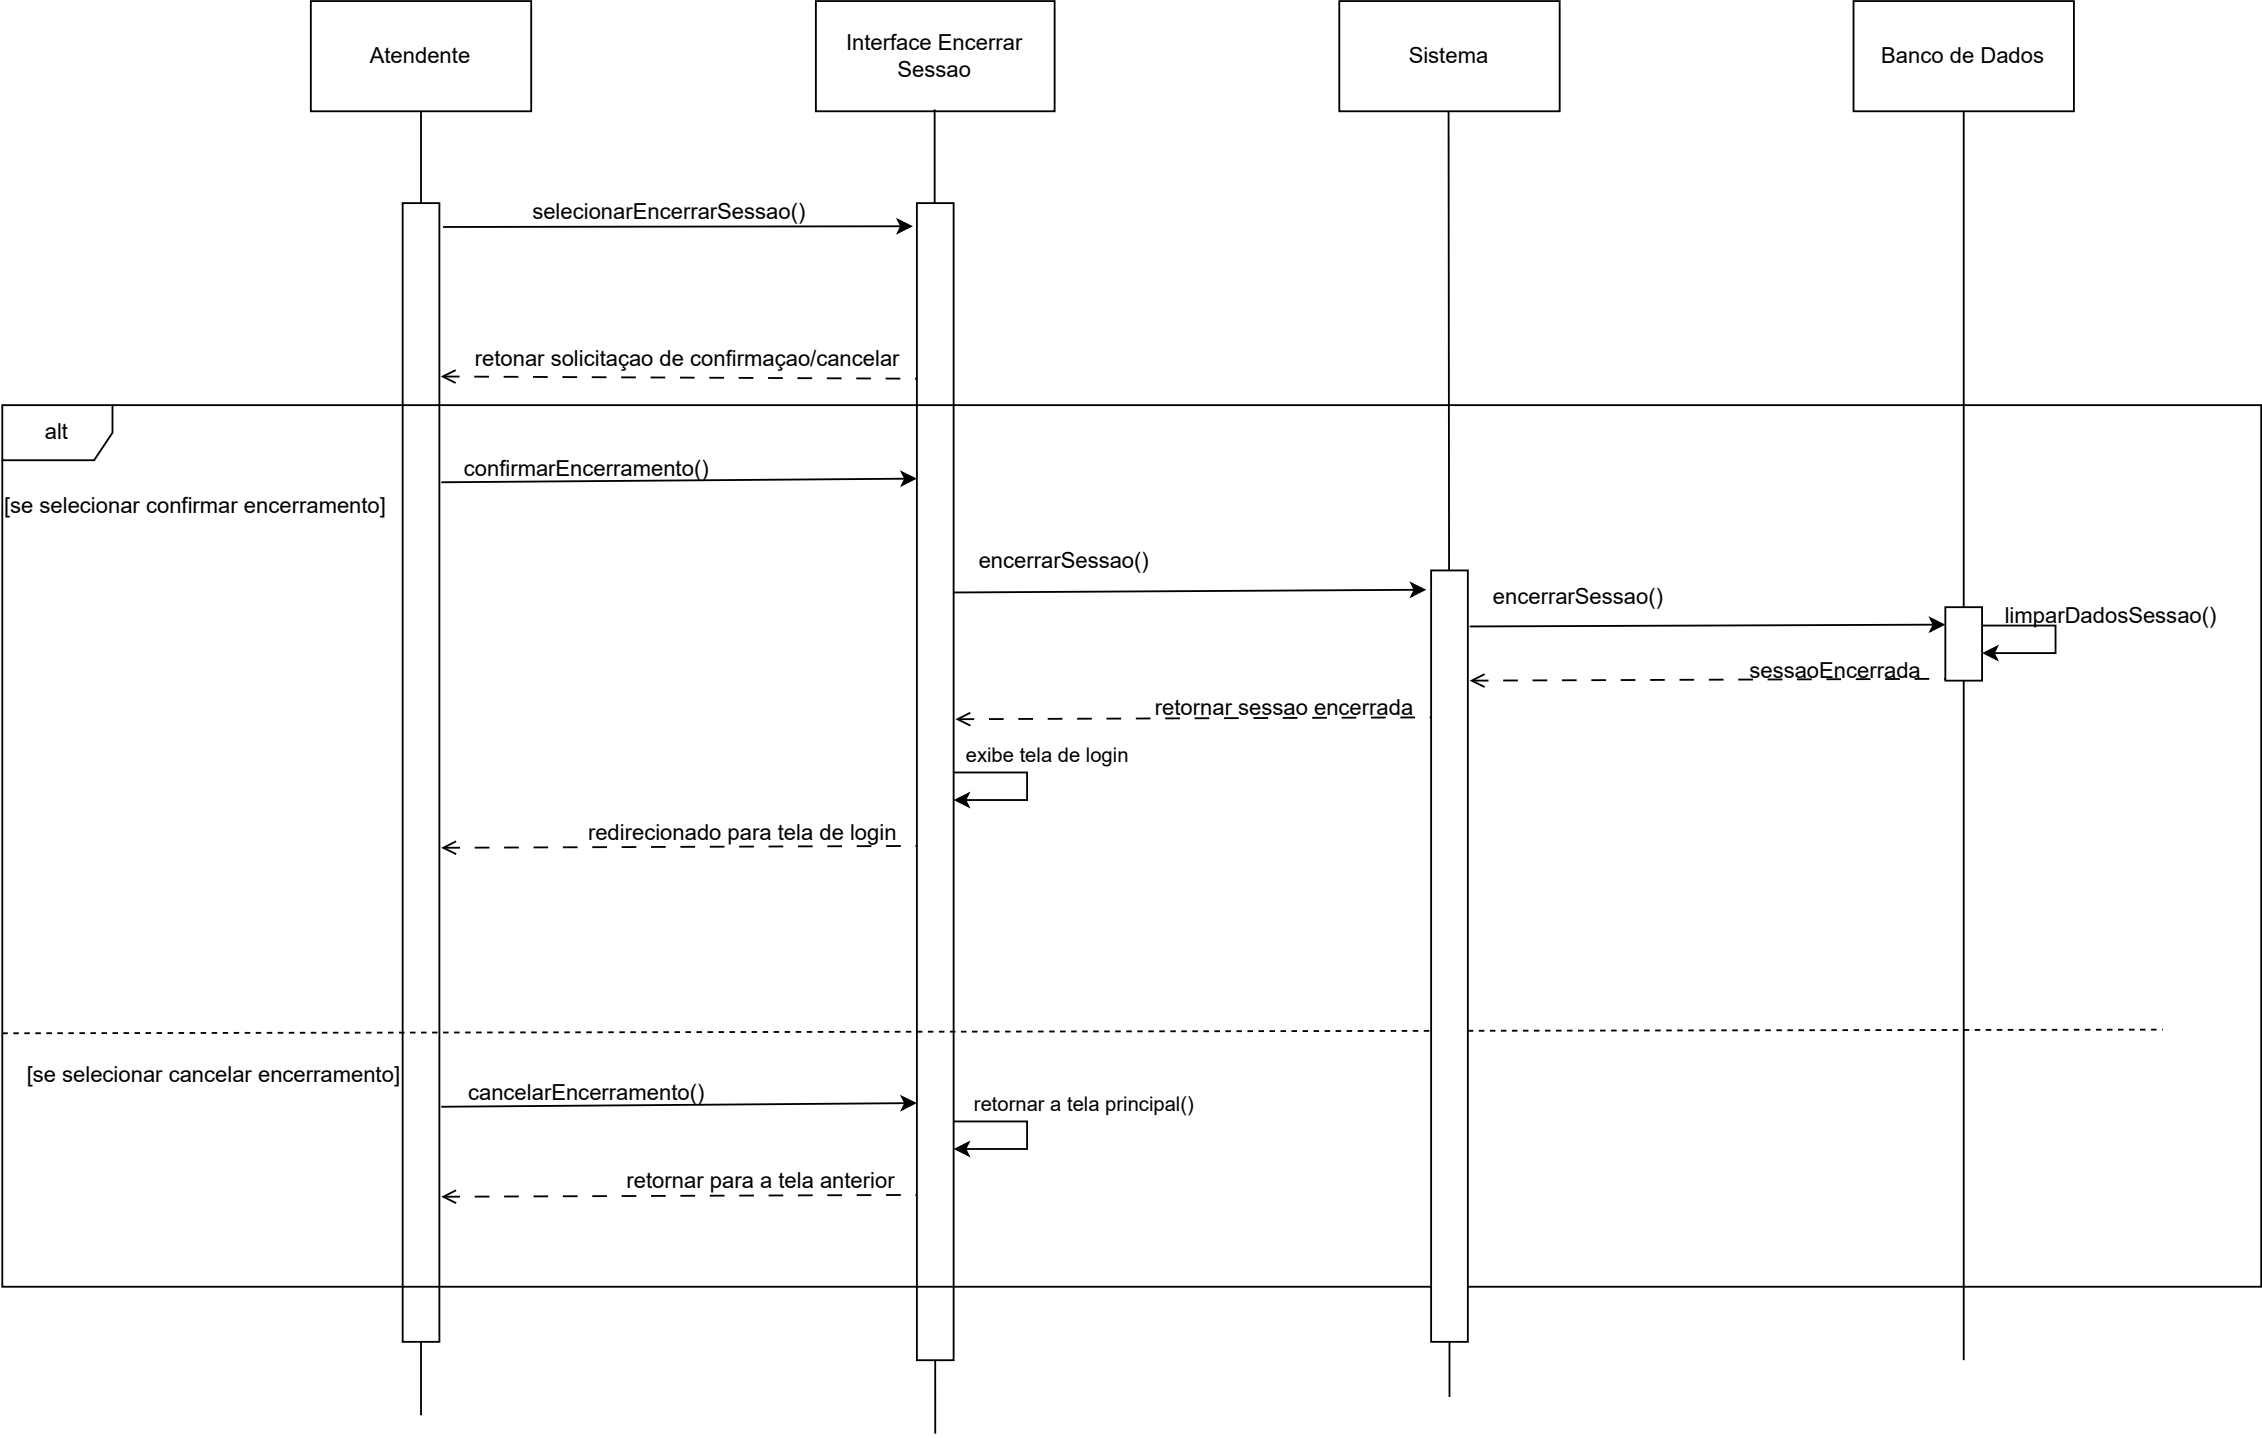 Atendente
Interface Encerrar
Sessao
Sistema
Banco de Dados
selecionarEncerrarSessao()
retonar solicitaçao de confirmaçao/cancelar
alt
confirmarEncerramento()
[se selecionar confirmar encerramento]
encerrarSessao()
encerrarSessao()
limparDadosSessao()
sessaoEncerrada
retornar sessao encerrada
exibe tela de login
redirecionado para tela de login
[se selecionar cancelar encerramento]
cancelarEncerramento()
retornar a tela principal()
retornar para a tela anterior